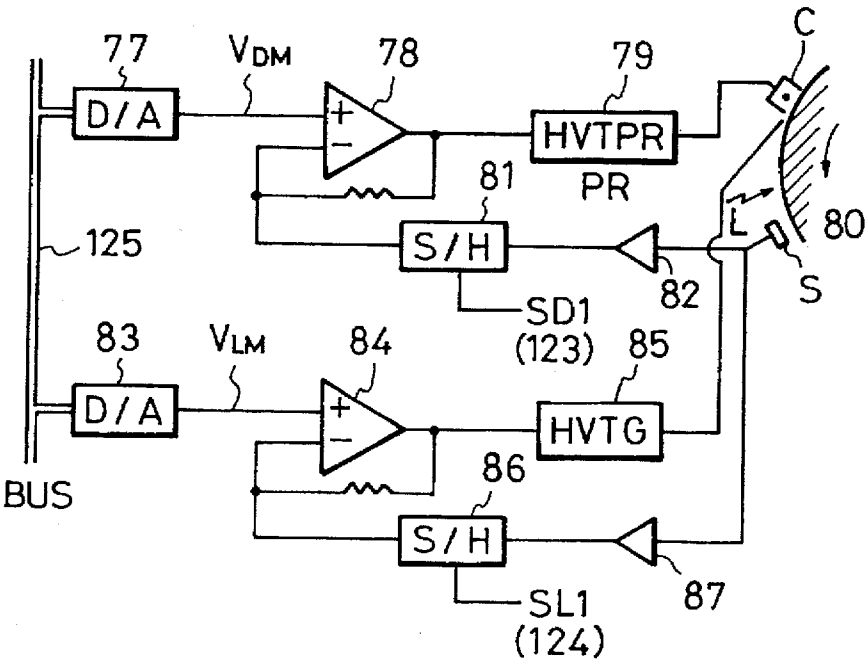 77
VDM
78
79
C
D/A
+
−
HVTPR
PR
81
L
80
125
S/H
82
S
SD1
(123)
83
VLM
84
85
D/A
+
−
HVTG
BUS
86
S/H
87
SL1
(124)